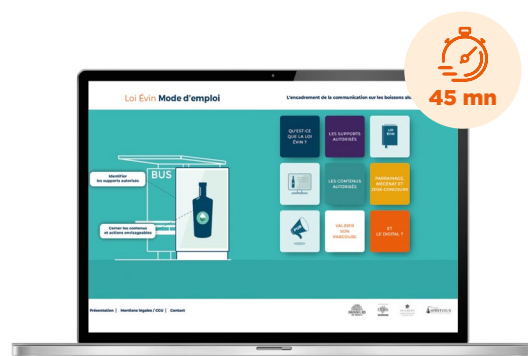 45 mn
Loi Évin Mode d'emploi
L'encadrement de la communication sur les boissons
QU'EST-CE
QUE LA LOI
ÉVIN ?
LES SUPPORTS
AUTORISÉS
LOI
ÉVIN
BUS
Identifier
les supports autorisés
LES CONTENUS
AUTORISÉS
PARRAINAGE,
MÉCÉNAT ET
JEUX CONCOURS
Cerner les contenus
et actions envisageables
VALIDER
SON
PARCOURS
ET
LE DIGITAL ?
Présentation | Mentions légales / CGU | Contact